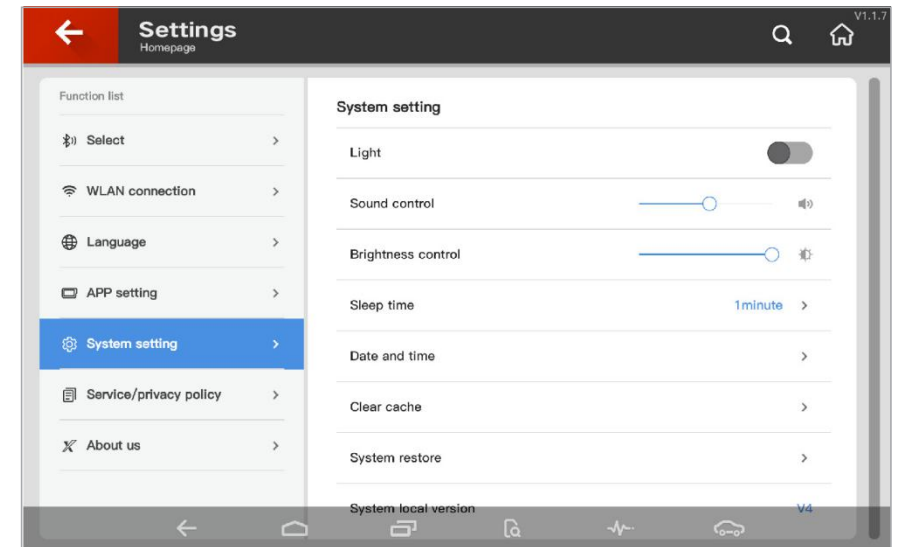 Settings
Homepage
V1.1.7
Function list
Select
WLAN connection
Language
APP setting
System setting
Service/privacy policy
About us
System setting
Light
Sound control
Brightness control
Sleep time 1minute
Date and time
Clear cache
System restore
System local version V4